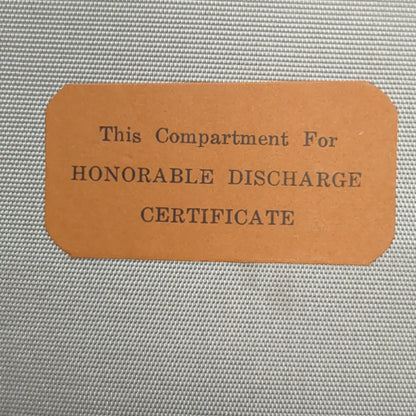 This Compartment For
HONORABLE DISCHARGE
CERTIFICATE